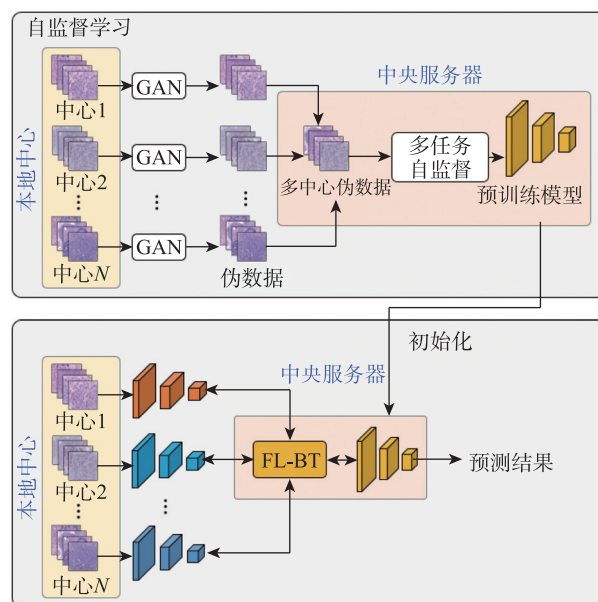 自监督学习
本地中心
中心1
GAN
中心2
GAN
...
...
...
中心N
GAN
伪数据
中央服务器
多中心伪数据
多任务
自监督
预训练模型
初始化
本地中心
中心1
中心2
...
...
中心N
中央服务器
FL-BT
预测结果